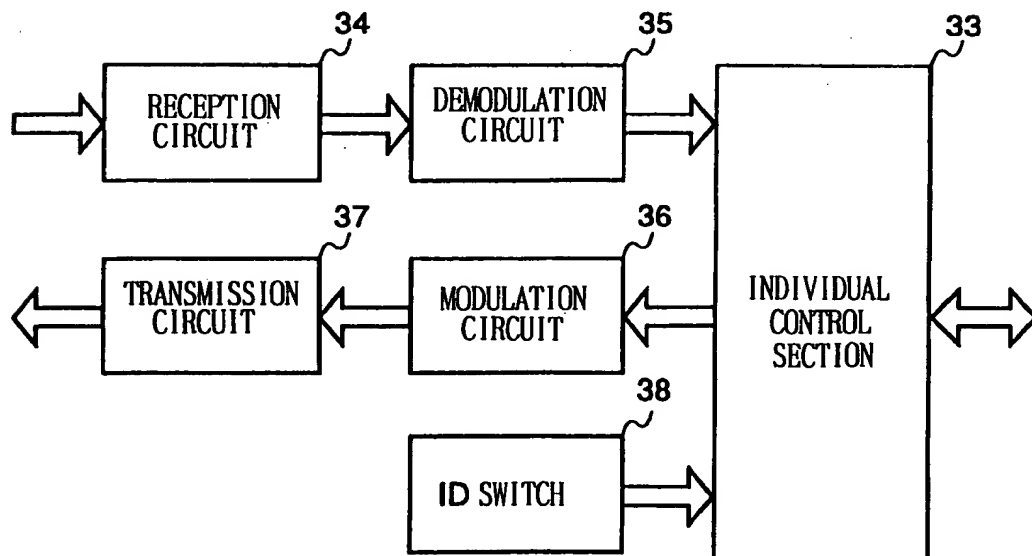 34
35
33
RECEPTION
CIRCUIT
DEMODULATION
CIRCUIT
37
36
TRANSMISSION
CIRCUIT
MODULATION
CIRCUIT
INDIVIDUAL
CONTROL
SECTION
38
ID SWITCH